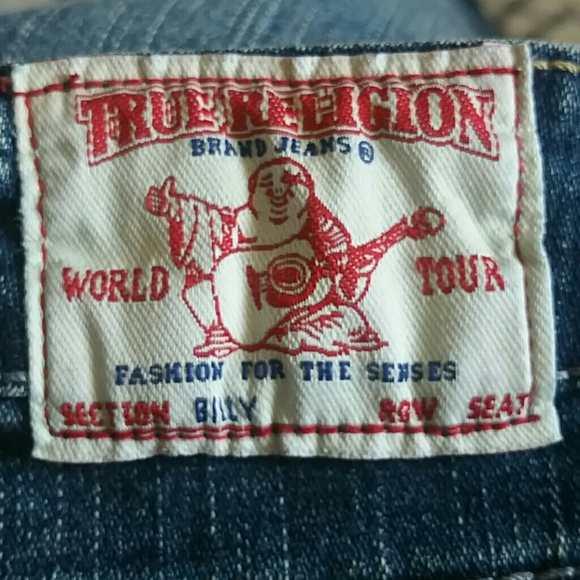 TRUE RELIGION
BRAND JEANS ®
WORLD TOUR
FASHION FOR THE SENSES
SECTION BILLY ROW SEAT